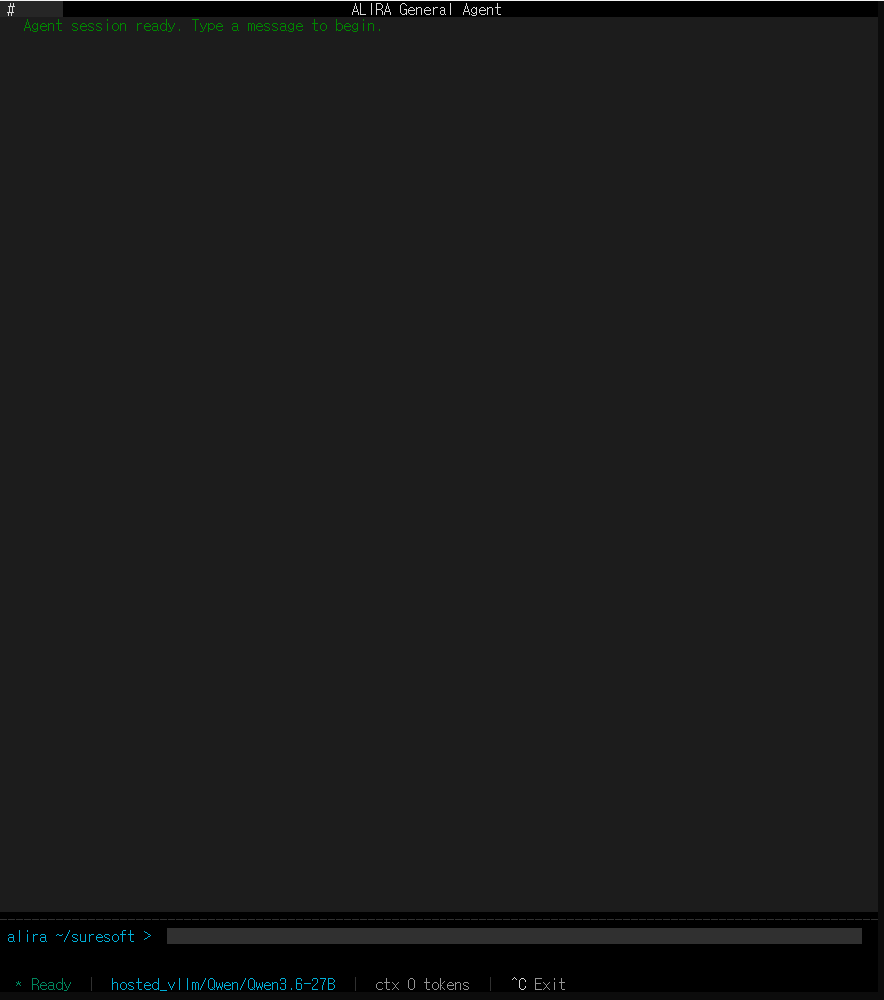 # ALIRA General Agent
Agent session ready. Type a message to begin.
alira ~/suresoft >
* Ready | hosted_vllm/Qwen/Qwen3.6-27B | ctx 0 tokens | ^C Exit